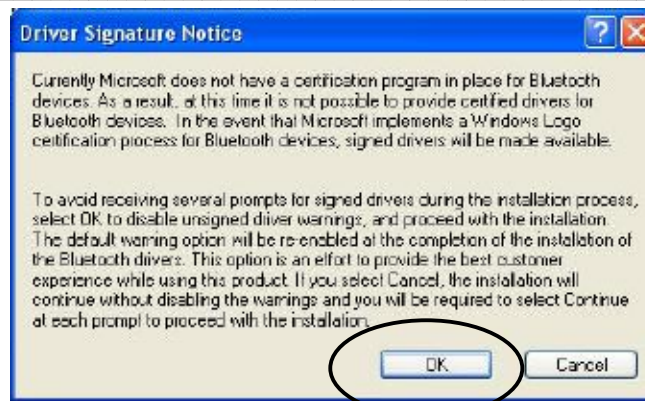 Driver Signature Notice
Currently Microsoft does not have a certification program in place for Bluetooth
devices. As a result, at this time it is not possible to provide certified drivers for
Bluetooth devices. In the event that Microsoft implements a Windows Logo
certification process for Bluetooth devices, signed drivers will be made available.
To avoid receiving several prompts for signed drivers during the installation process,
select OK to disable unsigned driver warnings, and proceed with the installation.
The default warning option will be re-enabled at the completion of the installation of
the Bluetooth drivers. This option is an effort to provide the best customer
experience while using this product. If you select Cancel, the installation will
continue without disabling the warnings and you will be required to select Continue
at each prompt to proceed with the installation.
OK
Cancel